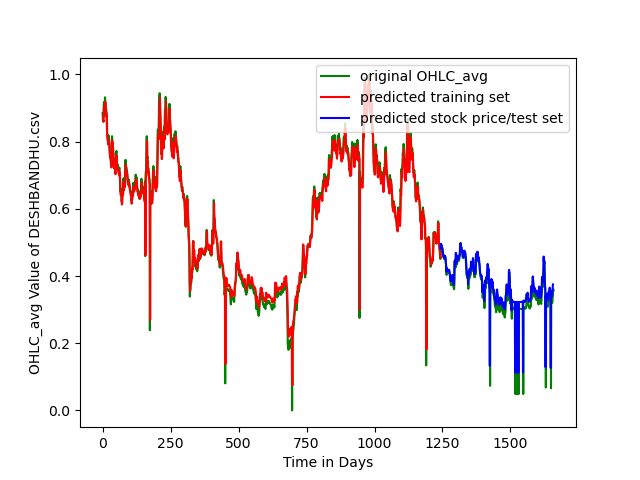 original OHLC_avg
predicted training set
predicted stock price/test set
OHLC_avg Value of DESHBANDHU.csv
1.0
0.8
0.6
0.4
0.2
0.0
0 250 500 750 1000 1250 1500
Time in Days